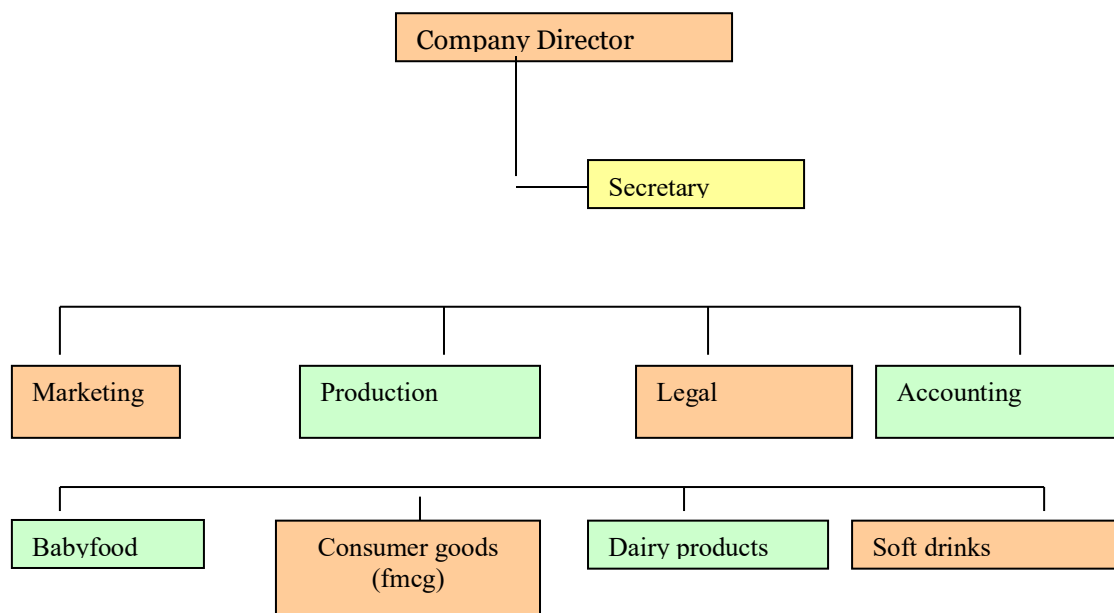 Company Director
Secretary
Marketing
Production
Legal
Accounting
Babyfood
Consumer goods
(fmcg)
Dairy products
Soft drinks